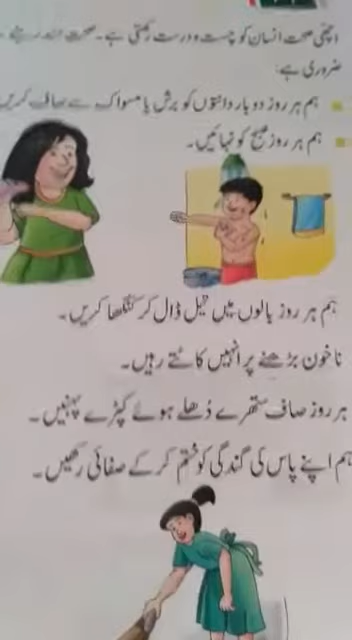 اچھی صحت انسان کو چست و درست رکھتی ہے۔ صحت مند رہنے
ضروری ہے:
ہم ہر روز دو بار دانتوں کو برش یا مسواک سے صاف کریں
ہم ہر روز صبح کو نہائیں۔
ہم ہر روز بالوں میں تیل ڈال کر کنگھا کریں۔
ناخون بڑھنے پر انہیں کاٹتے رہیں۔
ہر روز صاف ستھرے دُھلے ہوئے کپڑے پہنیں۔
ہم اپنے پاس کی گندگی کو ختم کر کے صفائی رکھیں۔